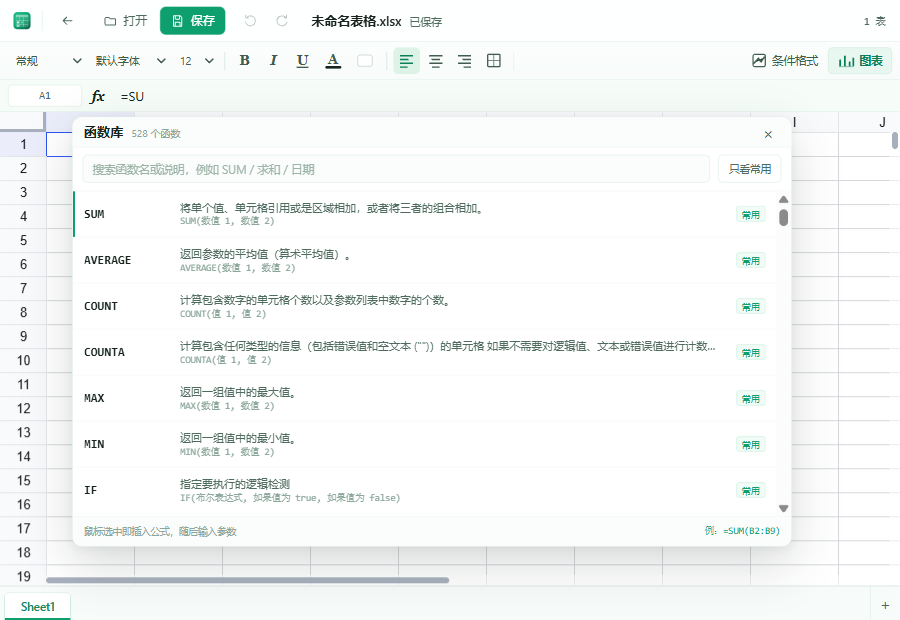 打开 保存 未命名表格.xlsx 已保存 1 表
常规 默认字体 12 B I U A 条件格式 图表
A1 fx =SU
I J
函数库 528 个函数 ×
搜索函数名或说明，例如 SUM / 求和 / 日期 只看常用
SUM 将单个值、单元格引用或是区域相加，或者将三者的组合相加。 常用
SUM(数值 1, 数值 2)
AVERAGE 返回参数的平均值（算术平均值）。 常用
AVERAGE(数值 1, 数值 2)
COUNT 计算包含数字的单元格个数以及参数列表中数字的个数。 常用
COUNT(值 1, 值 2)
COUNTA 计算包含任何类型的信息（包括错误值和空文本 ("")）的单元格 如果不需要对逻辑值、文本或错误值进行计数... 常用
COUNTA(值 1, 值 2)
MAX 返回一组值中的最大值。 常用
MAX(数值 1, 数值 2)
MIN 返回一组值中的最小值。 常用
MIN(数值 1, 数值 2)
IF 指定要执行的逻辑检测 常用
IF(布尔表达式, 如果值为 true, 如果值为 false)
鼠标选中即插入公式，随后输入参数 例：=SUM(B2:B9)
1
2
3
4
5
6
7
8
9
10
11
12
13
14
15
16
17
18
19
Sheet1 +